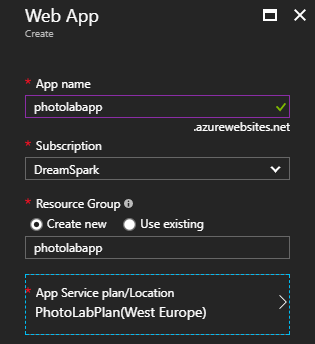 Web App
Create
* App name
photolabapp
.azurewebsites.net
* Subscription
DreamSpark
* Resource Group
Create new Use existing
photolabapp
* App Service plan/Location
PhotoLabPlan(West Europe)